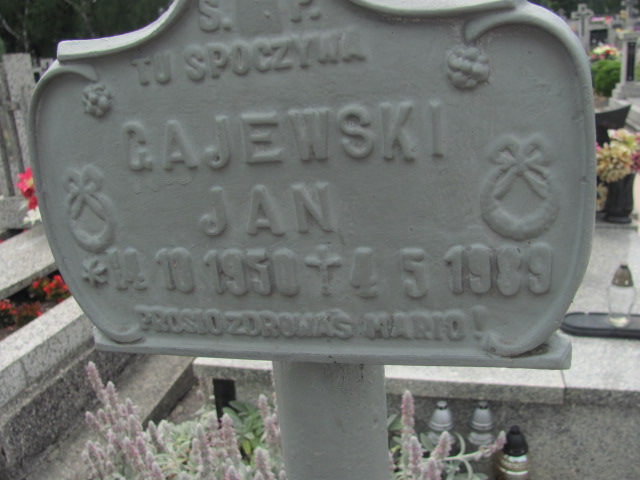 S. P.
TU SPOCZYWA
GAJEWSKI
JAN
* 14 10 1950 ✝ 4 5 1989
PROSI O ZDROWAŚ MARIO!